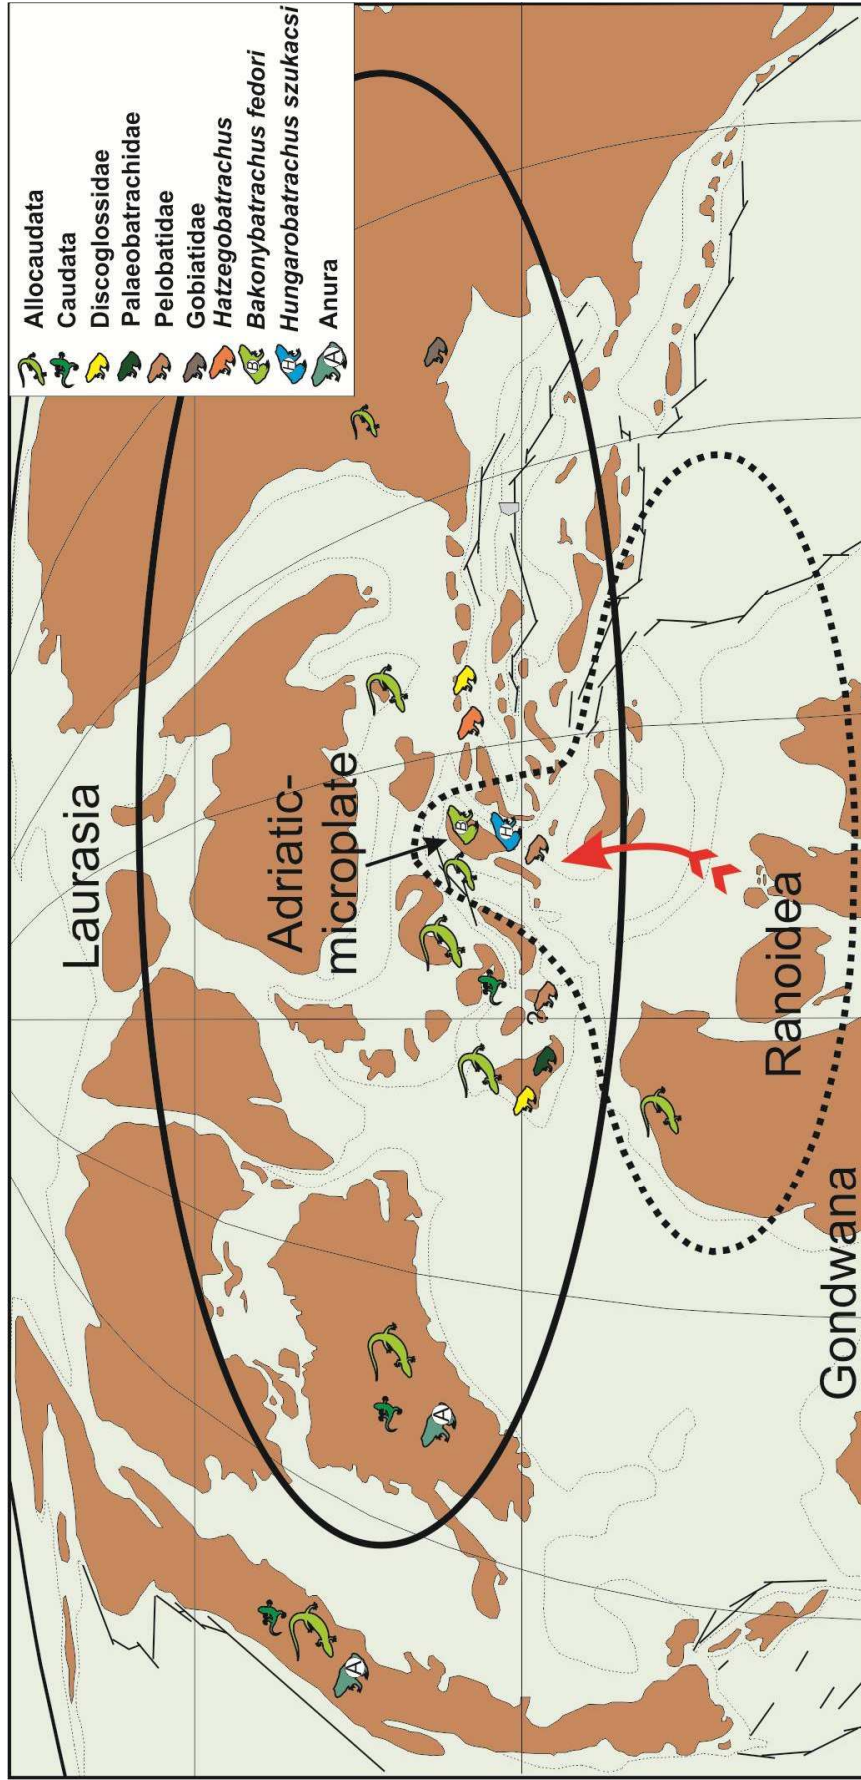 Allocaudata
Caudata
Discoglossidae
Palaeobatrachidae
Pelobatidae
Gobiatidae
Hatzegobatrachus
B Bakonybatrachus fedori
H Hungarobatrachus szukacsi
A Anura
Laurasia
Adriatic-
microplate
B
H
?
A
A
Ranoidea
Gondwana